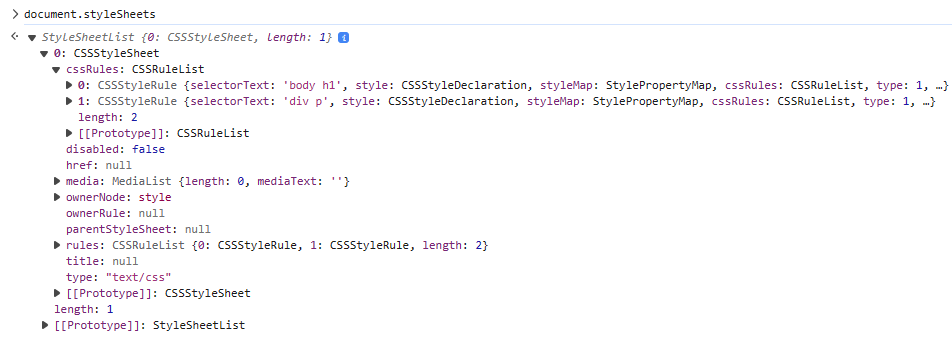 document.styleSheets
StyleSheetList {0: CSSStyleSheet, length: 1} i
0: CSSStyleSheet
cssRules: CSSRuleList
0: CSSStyleRule {selectorText: 'body h1', style: CSSStyleDeclaration, styleMap: StylePropertyMap, cssRules: CSSRuleList, type: 1, …}
1: CSSStyleRule {selectorText: 'div p', style: CSSStyleDeclaration, styleMap: StylePropertyMap, cssRules: CSSRuleList, type: 1, …}
length: 2
[[Prototype]]: CSSRuleList
disabled: false
href: null
media: MediaList {length: 0, mediaText: ''}
ownerNode: style
ownerRule: null
parentStyleSheet: null
rules: CSSRuleList {0: CSSStyleRule, 1: CSSStyleRule, length: 2}
title: null
type: "text/css"
[[Prototype]]: CSSStyleSheet
length: 1
[[Prototype]]: StyleSheetList